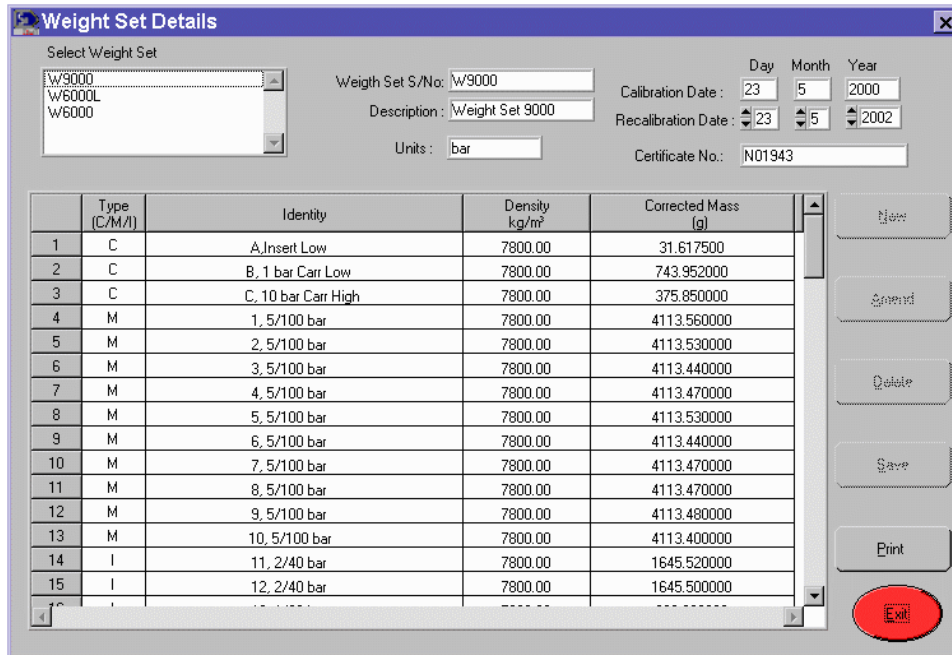 Weight Set Details
Select Weight Set
W9000
W6000L
W6000
Weigth Set S/No: W9000
Description : Weight Set 9000
Units : bar
Day Month Year
Calibration Date : 23 5 2000
Recalibration Date : 23 5 2002
Certificate No.: N01943
Type (C/M/I) Identity Density kg/m³ Corrected Mass (g)
1 C A,Insert Low 7800.00 31.617500
2 C B, 1 bar Carr Low 7800.00 743.952000
3 C C, 10 bar Carr High 7800.00 375.850000
4 M 1, 5/100 bar 7800.00 4113.560000
5 M 2, 5/100 bar 7800.00 4113.530000
6 M 3, 5/100 bar 7800.00 4113.440000
7 M 4, 5/100 bar 7800.00 4113.470000
8 M 5, 5/100 bar 7800.00 4113.530000
9 M 6, 5/100 bar 7800.00 4113.440000
10 M 7, 5/100 bar 7800.00 4113.470000
11 M 8, 5/100 bar 7800.00 4113.470000
12 M 9, 5/100 bar 7800.00 4113.480000
13 M 10, 5/100 bar 7800.00 4113.400000
14 I 11, 2/40 bar 7800.00 1645.520000
15 I 12, 2/40 bar 7800.00 1645.500000
New
Amend
Delete
Save
Print
Exit